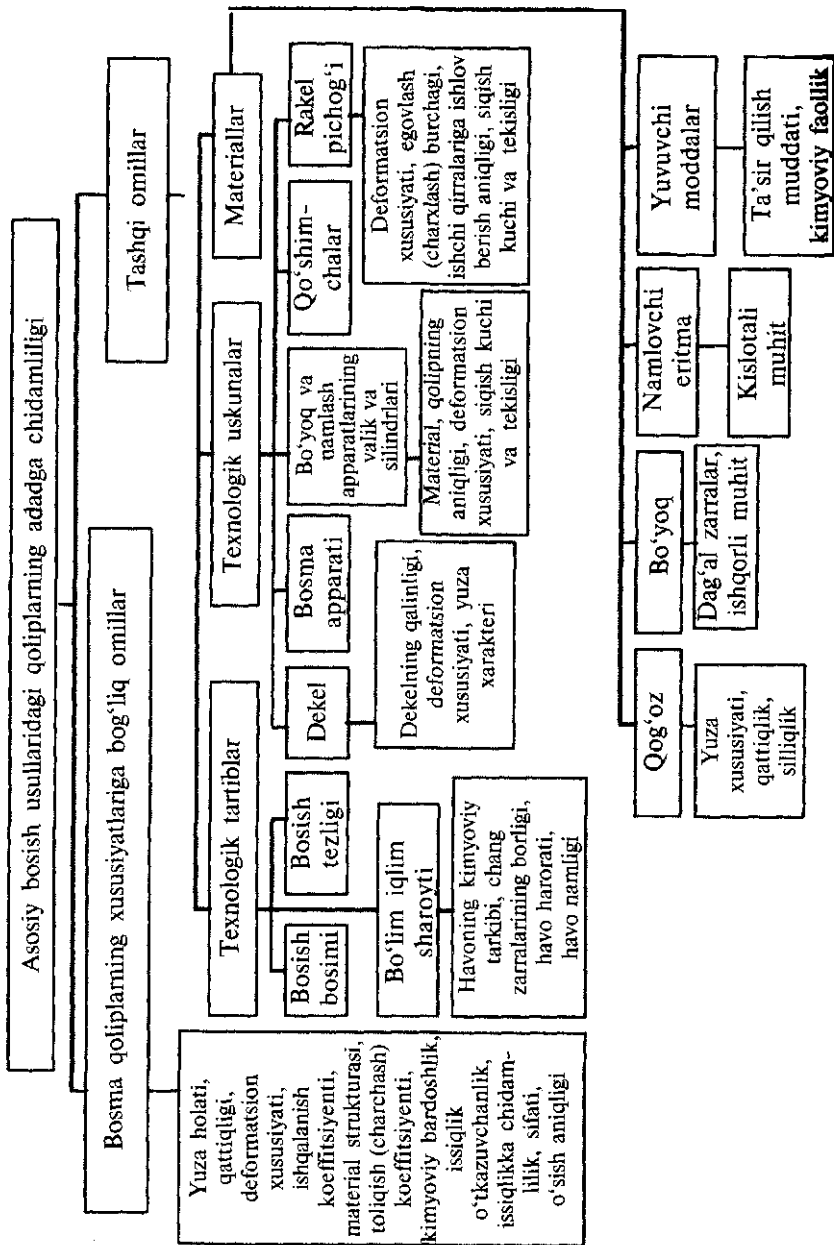 Asosiy bosish usullaridagi qoliplarning adadga chidamliligi
Bosma qoliplarning xususiyatlariga bog‘liq omillar
Tashqi omillar
Yuza holati,
qattiqligi,
deformatsion
xususiyati,
ishqalanish
koeffitsiyenti,
material strukturasi,
toliqish (charchash)
koeffitsiyenti,
kimyoviy bardoshlik,
issiqlik
o‘tkazuvchanlik,
issiqlikka chidam-
lilik, sifati,
o‘sish aniqligi
Texnologik tartiblar
Texnologik uskunalar
Materiallar
Bosish
bosimi
Bosish
tezligi
Bo‘lim iqlim
sharoyti
Havoning kimyoviy
tarkibi, chang
zarralarining borligi,
havo harorati,
havo namligi
Dekel
Bosma
apparati
Bo‘yoq va
namlash
apparatlarining
valik va
silindrlari
Qo‘shim-
chalar
Rakel
pichog‘i
Dekelning qalinligi,
deformatsion
xususiyati, yuza
xarakteri
Material, qolipning
aniqligi, deformatsion
xususiyati, siqish kuchi
va tekisligi
Deformatsion
xususiyati, egovlash
(charxlash) burchagi,
ishchi qirralariga ishlov
berish aniqligi, siqish
kuchi va tekisligi
Qog‘oz
Bo‘yoq
Namlovchi
eritma
Yuvuvchi
moddalar
Yuza
xususiyati,
qattiqlik,
silliqlik
Dag‘al zarralar,
ishqorli muhit
Kislotali
muhit
Ta’sir qilish
muddati,
kimyoviy faollik